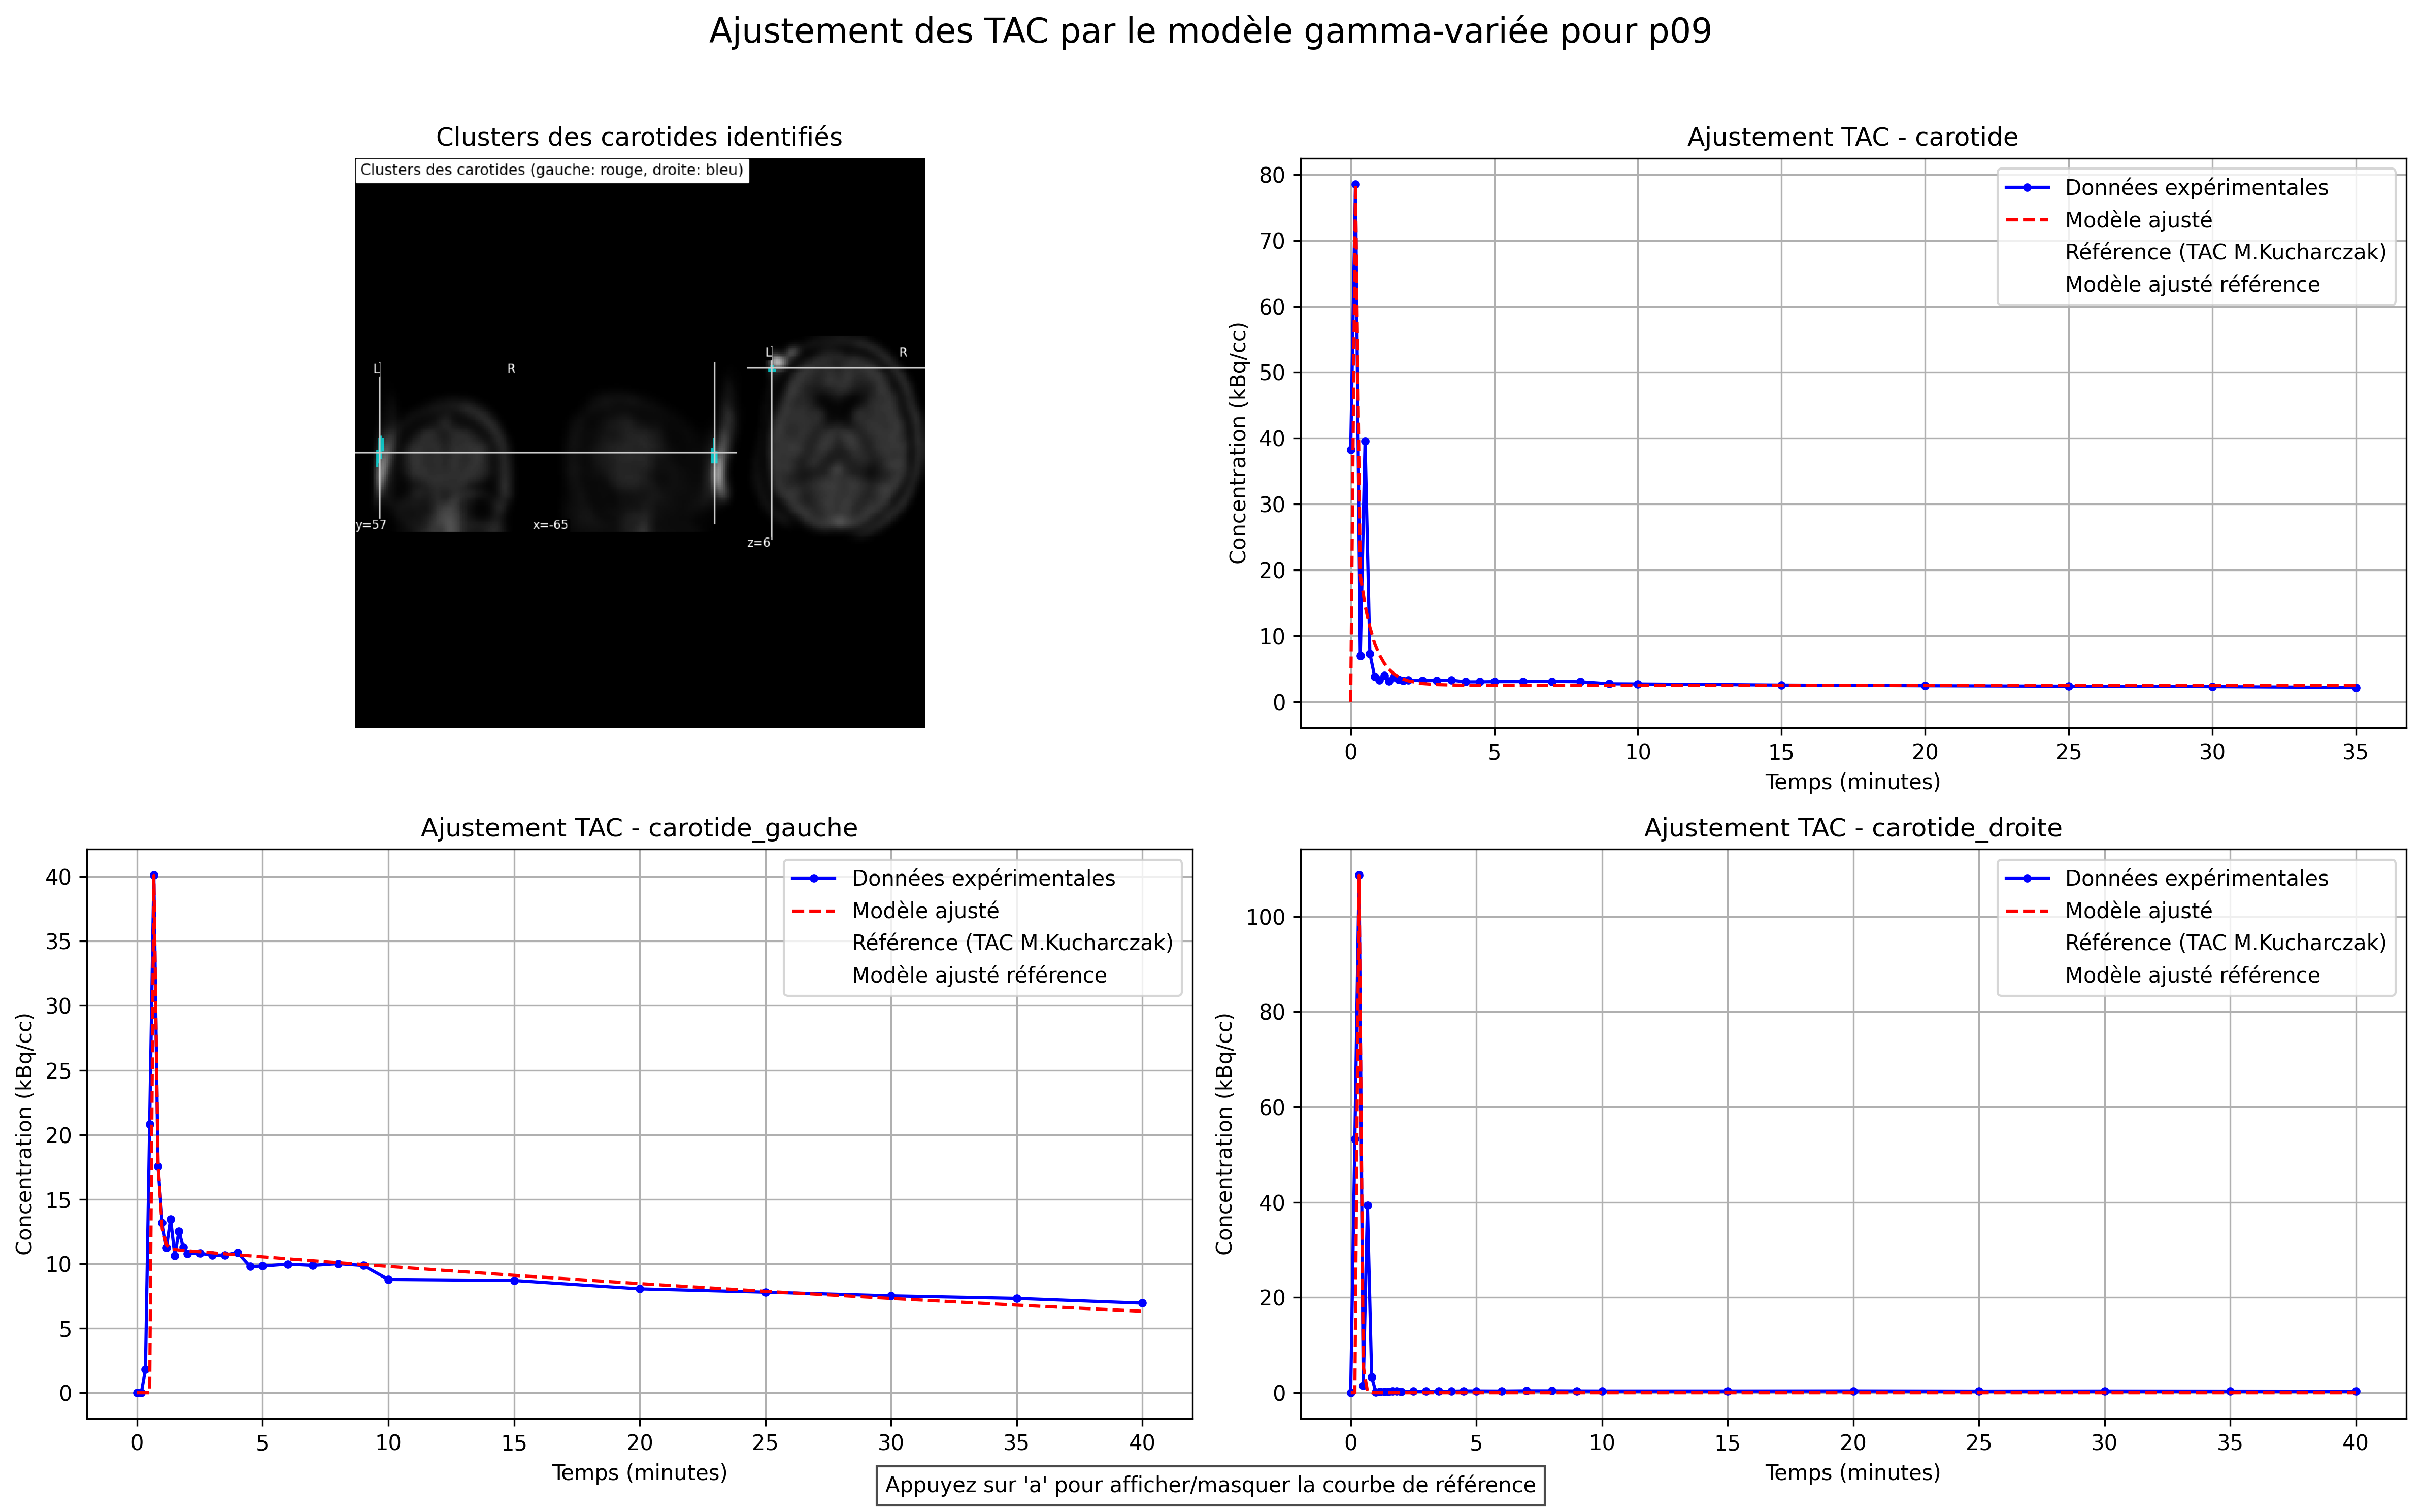 Ajustement des TAC par le modèle gamma-variée pour p09
Clusters des carotides identifiés
Clusters des carotides (gauche: rouge, droite: bleu)
L R
L R
y=57
x=-65
z=6
Ajustement TAC - carotide
Données expérimentales
Modèle ajusté
Référence (TAC M.Kucharczak)
Modèle ajusté référence
Concentration (kBq/cc)
80
70
60
50
40
30
20
10
0
0 5 10 15 20 25 30 35
Temps (minutes)
Ajustement TAC - carotide_gauche
Données expérimentales
Modèle ajusté
Référence (TAC M.Kucharczak)
Modèle ajusté référence
Concentration (kBq/cc)
40
35
30
25
20
15
10
5
0
0 5 10 15 20 25 30 35 40
Temps (minutes)
Ajustement TAC - carotide_droite
Données expérimentales
Modèle ajusté
Référence (TAC M.Kucharczak)
Modèle ajusté référence
Concentration (kBq/cc)
100
80
60
40
20
0
0 5 10 15 20 25 30 35 40
Temps (minutes)
Appuyez sur 'a' pour afficher/masquer la courbe de référence